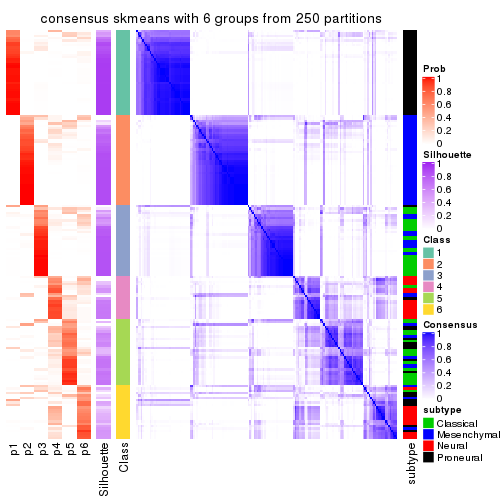 consensus skmeans with 6 groups from 250 partitions
Prob
1
0.8
0.6
0.4
0.2
0
Silhouette
1
0.8
0.6
0.4
0.2
0
Class
1
2
3
4
5
6
Consensus
1
0.8
0.6
0.4
0.2
0
subtype
Classical
Mesenchymal
Neural
Proneural
p1
p2
p3
p4
p5
p6
Silhouette
Class
subtype